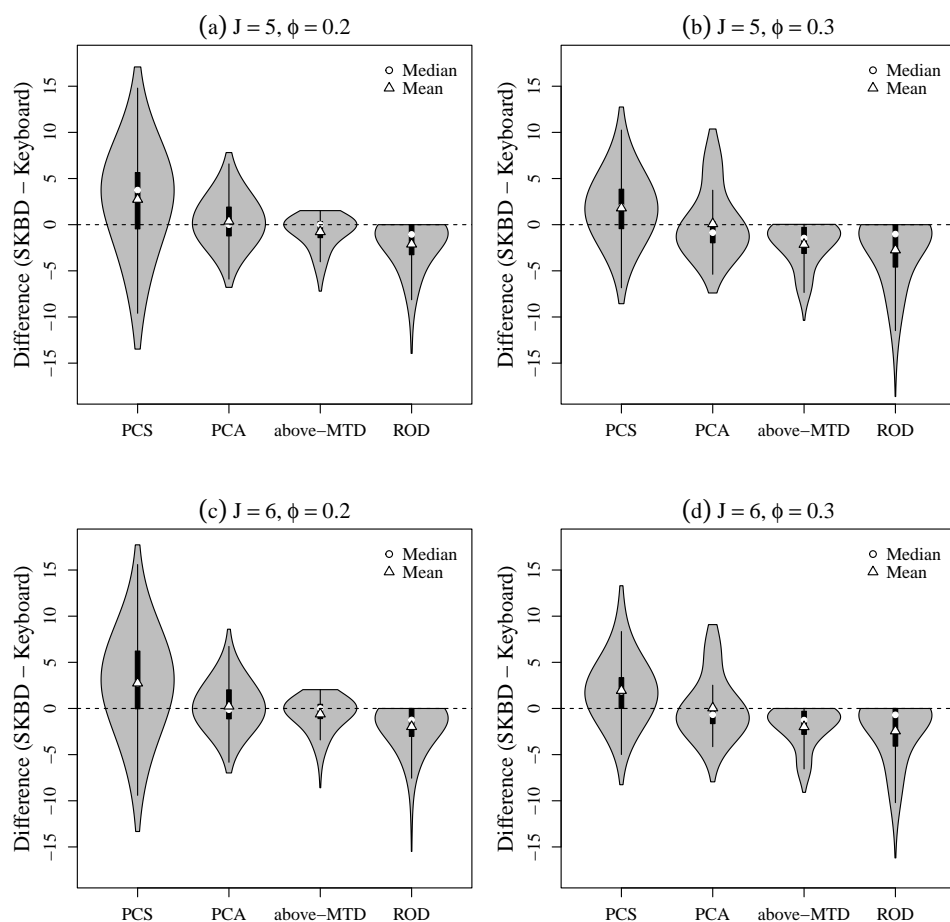 (a) J = 5, ϕ = 0.2
Difference (SKBD − Keyboard)
15
10
5
0
−5
−10
−15
Median
Mean
PCS PCA above−MTD ROD
(b) J = 5, ϕ = 0.3
Difference (SKBD − Keyboard)
15
10
5
0
−5
−10
−15
Median
Mean
PCS PCA above−MTD ROD
(c) J = 6, ϕ = 0.2
Difference (SKBD − Keyboard)
15
10
5
0
−5
−10
−15
Median
Mean
PCS PCA above−MTD ROD
(d) J = 6, ϕ = 0.3
Difference (SKBD − Keyboard)
15
10
5
0
−5
−10
−15
Median
Mean
PCS PCA above−MTD ROD